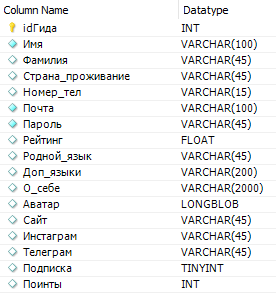 Column Name Datatype
idГида INT
Имя VARCHAR(100)
Фамилия VARCHAR(45)
Страна_проживание VARCHAR(45)
Номер_тел VARCHAR(15)
Почта VARCHAR(100)
Пароль VARCHAR(45)
Рейтинг FLOAT
Родной_язык VARCHAR(45)
Доп_языки VARCHAR(200)
О_себе VARCHAR(2000)
Аватар LONGBLOB
Сайт VARCHAR(45)
Инстаграм VARCHAR(45)
Телеграм VARCHAR(45)
Подписка TINYINT
Поинты INT